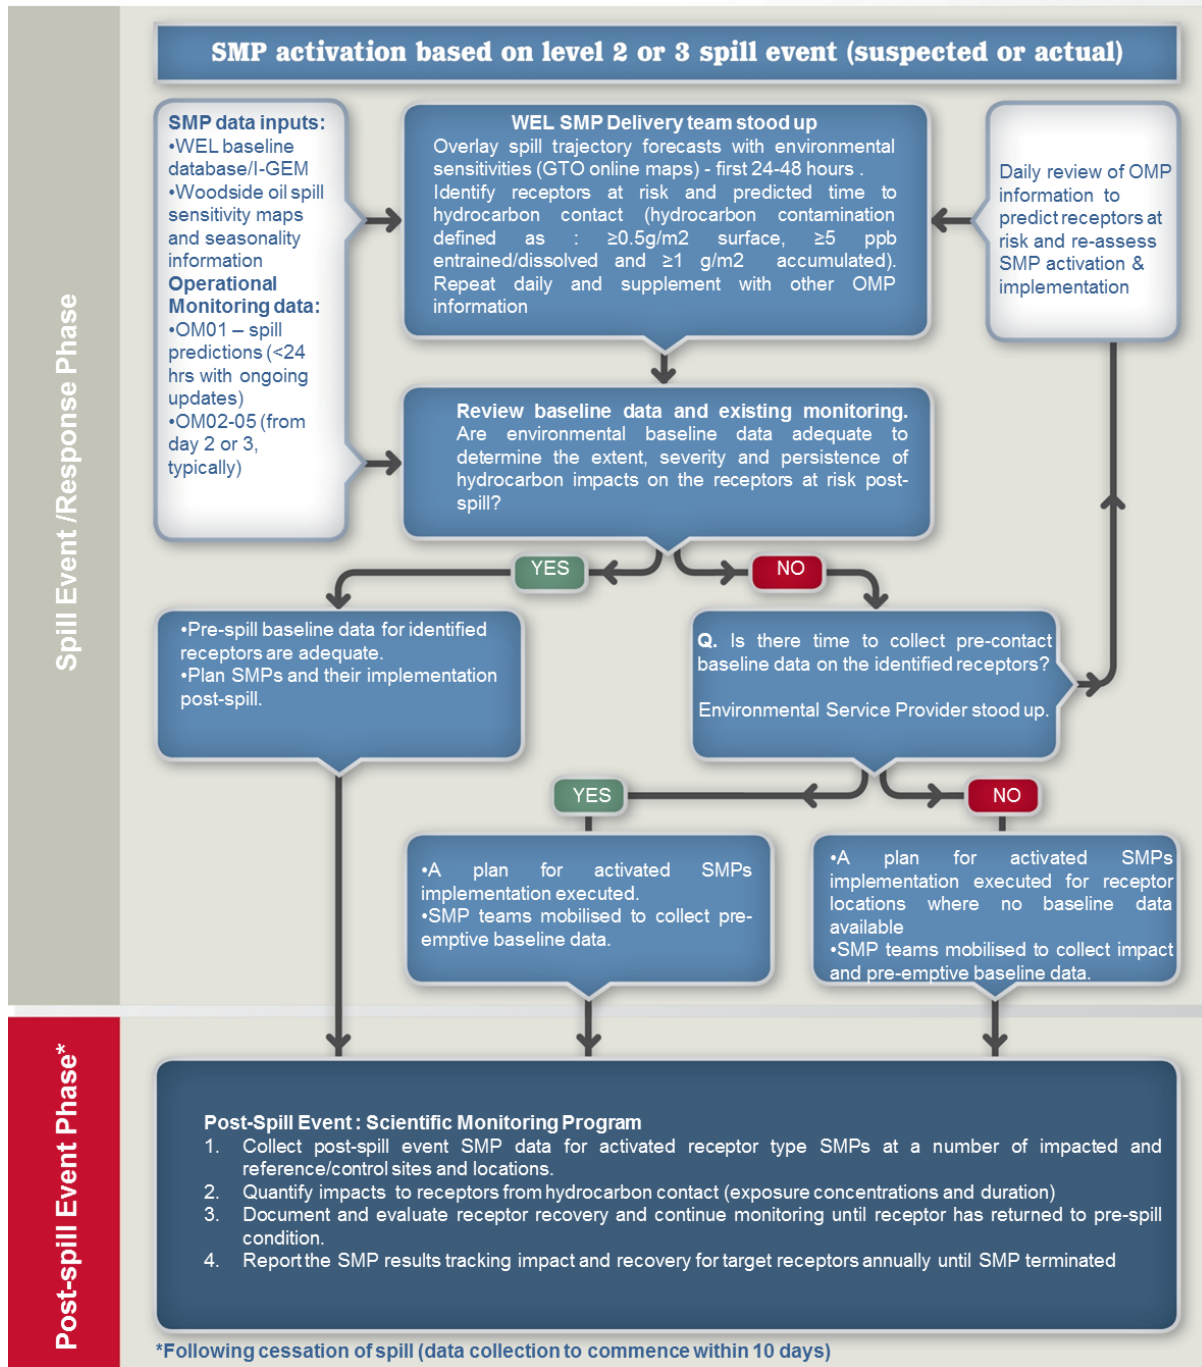 SMP activation based on level 2 or 3 spill event (suspected or actual)
SMP data inputs:
•WEL baseline
database/I-GEM
•Woodside oil spill
sensitivity maps
and seasonality
information
Operational
Monitoring data:
•OM01 – spill
predictions (<24
hrs with ongoing
updates)
•OM02-05 (from
day 2 or 3,
typically)
WEL SMP Delivery team stood up
Overlay spill trajectory forecasts with environmental
sensitivities (GTO online maps) - first 24-48 hours .
Identify receptors at risk and predicted time to
hydrocarbon contact (hydrocarbon contamination
defined as : ≥0.5g/m2 surface, ≥5 ppb
entrained/dissolved and ≥1 g/m2 accumulated).
Repeat daily and supplement with other OMP
information
Daily review of OMP
information to
predict receptors at
risk and re-assess
SMP activation &
implementation
Review baseline data and existing monitoring.
Are environmental baseline data adequate to
determine the extent, severity and persistence of
hydrocarbon impacts on the receptors at risk post-
spill?
YES
NO
•Pre-spill baseline data for identified
receptors are adequate.
•Plan SMPs and their implementation
post-spill.
Q. Is there time to collect pre-contact
baseline data on the identified receptors?
Environmental Service Provider stood up.
YES
NO
•A plan for activated SMPs
implementation executed.
•SMP teams mobilised to collect pre-
emptive baseline data.
•A plan for activated SMPs
implementation executed for receptor
locations where no baseline data
available
•SMP teams mobilised to collect impact
and pre-emptive baseline data.
Spill Event /Response Phase
Post-spill Event Phase*
Post-Spill Event : Scientific Monitoring Program
1. Collect post-spill event SMP data for activated receptor type SMPs at a number of impacted and
reference/control sites and locations.
2. Quantify impacts to receptors from hydrocarbon contact (exposure concentrations and duration)
3. Document and evaluate receptor recovery and continue monitoring until receptor has returned to pre-spill
condition.
4. Report the SMP results tracking impact and recovery for target receptors annually until SMP terminated
*Following cessation of spill (data collection to commence within 10 days)